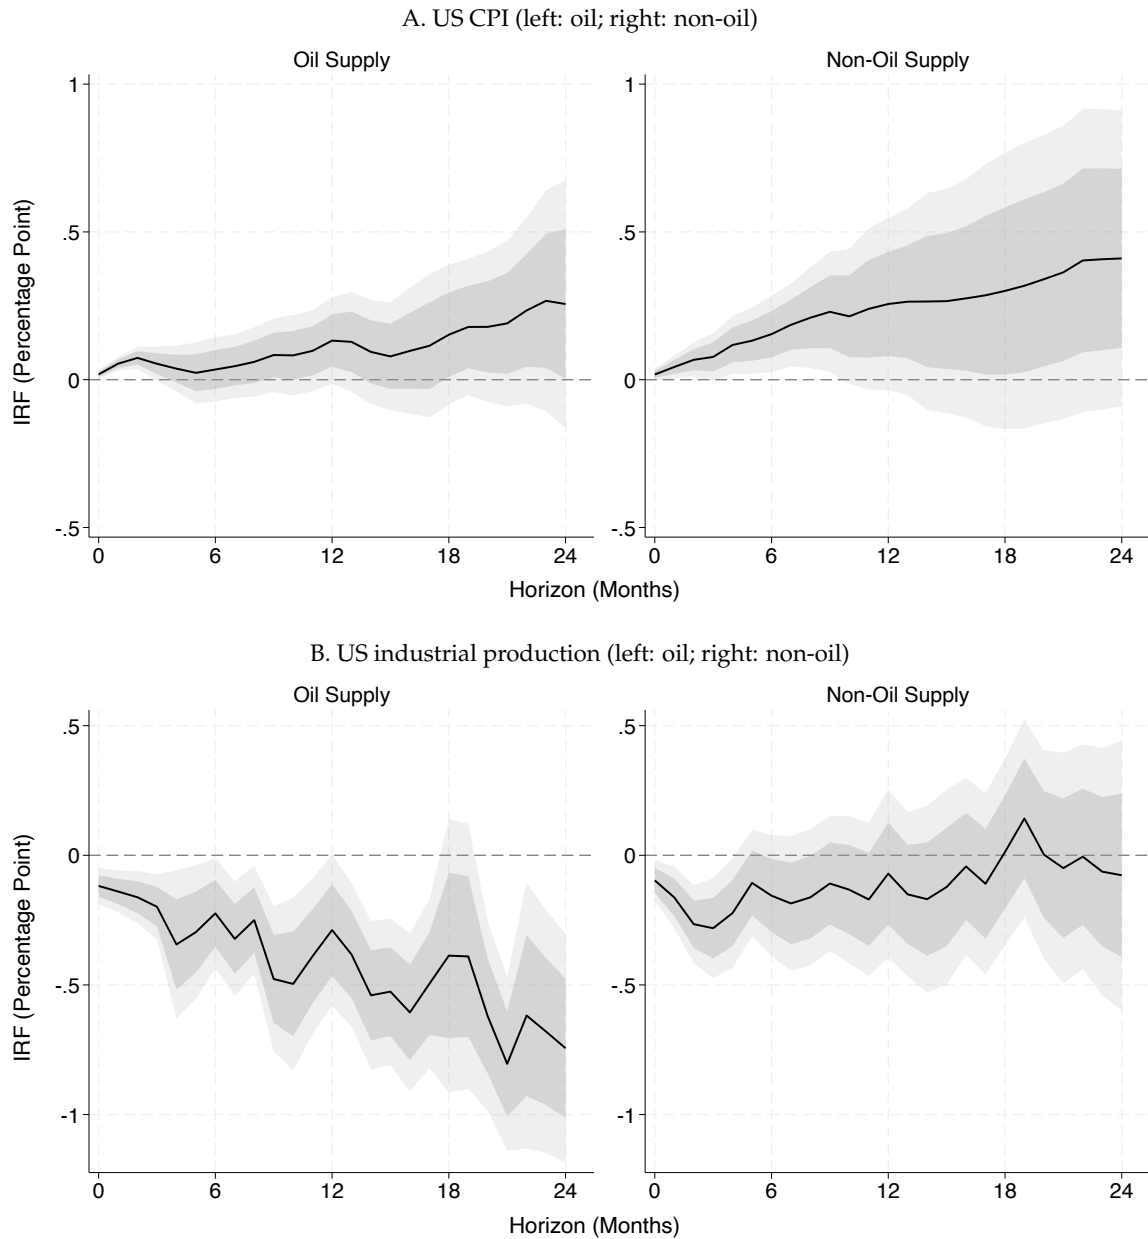 A. US CPI (left: oil; right: non-oil)
Oil Supply
Non-Oil Supply
IRF (Percentage Point)
1
.5
0
-.5
0 6 12 18 24
1
.5
0
-.5
0 6 12 18 24
Horizon (Months)
B. US industrial production (left: oil; right: non-oil)
Oil Supply
Non-Oil Supply
IRF (Percentage Point)
.5
0
-.5
-1
0 6 12 18 24
.5
0
-.5
-1
0 6 12 18 24
Horizon (Months)